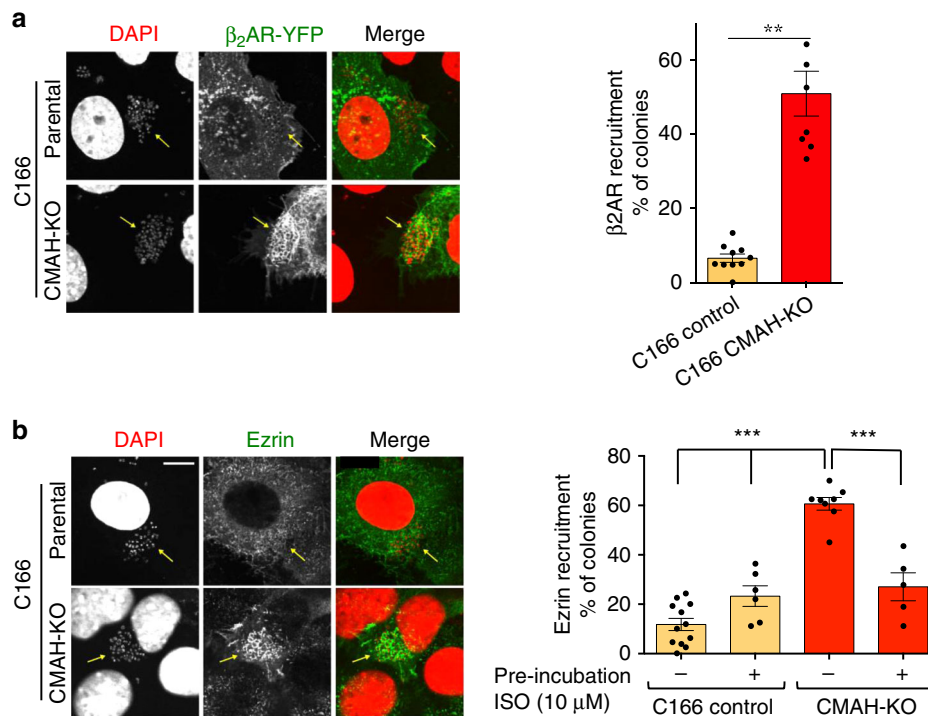 a
DAPI β₂AR-YFP Merge
C166
Parental
CMAH-KO
β2AR recruitment
% of colonies
60
40
20
0
**
C166 control
C166 CMAH-KO
b
DAPI Ezrin Merge
C166
Parental
CMAH-KO
Ezrin recruitment
% of colonies
80
60
40
20
0
*** ***
Pre-incubation
ISO (10 μM)
− + − +
C166 control CMAH-KO